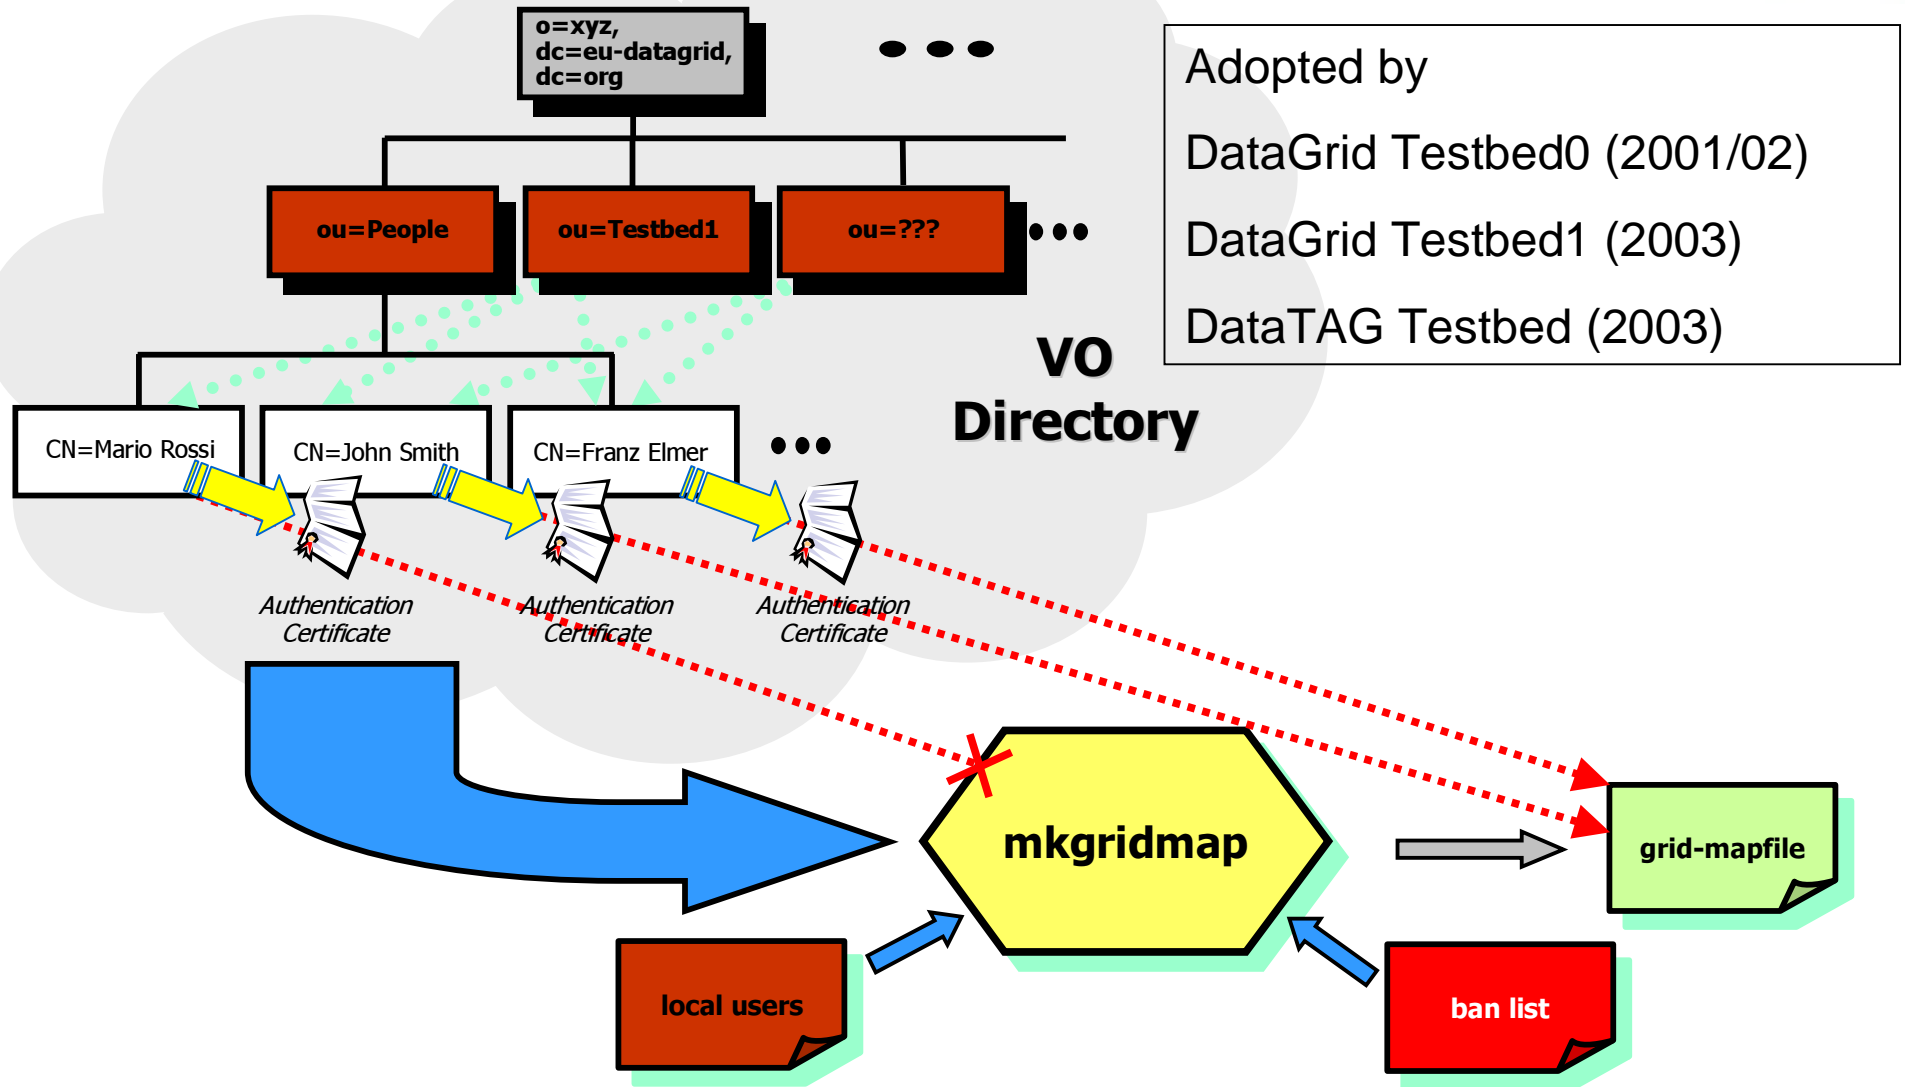 o=xyz,
dc=eu-datagrid,
dc=org
Adopted by
DataGrid Testbed0 (2001/02)
DataGrid Testbed1 (2003)
DataTAG Testbed (2003)
ou=People
ou=Testbed1
ou=???
VO
Directory
CN=Mario Rossi
CN=John Smith
CN=Franz Elmer
Authentication
Certificate
Authentication
Certificate
Authentication
Certificate
mkgridmap
grid-mapfile
local users
ban list